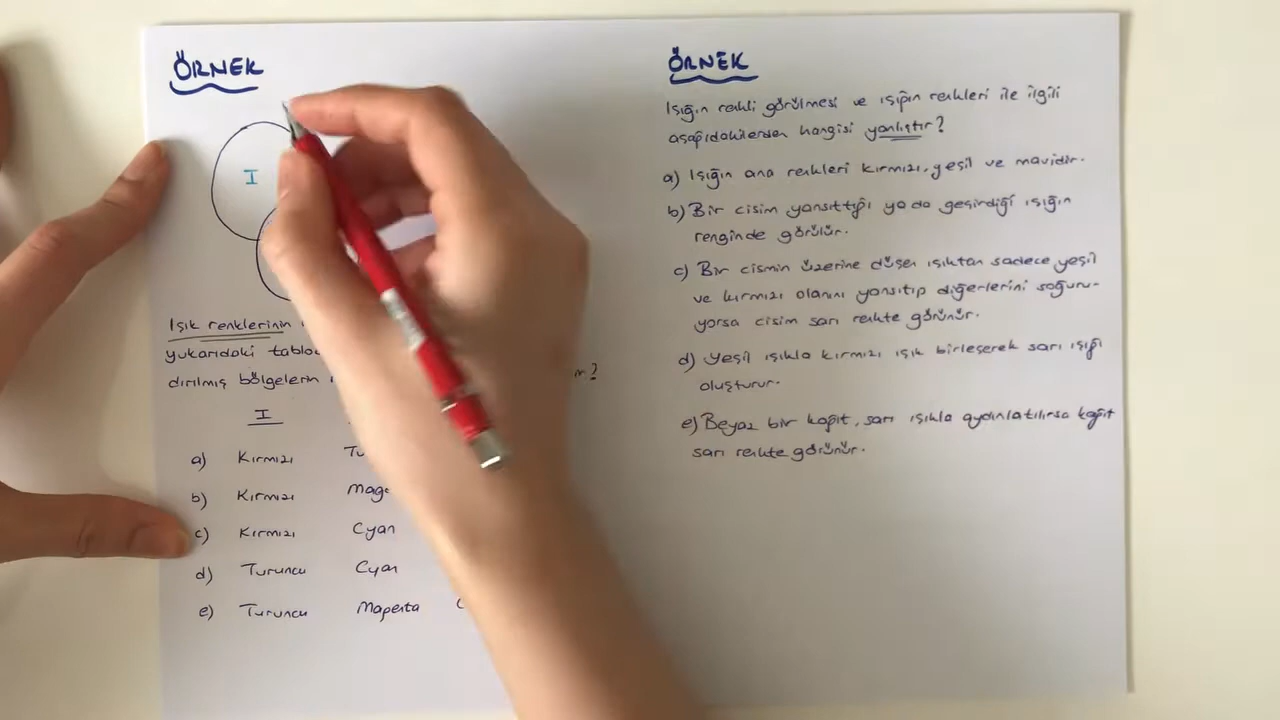 ÖRNEK
I
Işık renklerinin
yukarıdaki tablo
dırılmış bölgelerin
?
I
a) Kırmızı
b) Kırmızı
c) Kırmızı Cyan
d) Turuncu Cyan
e) Turuncu Magenta
ÖRNEK
Işığın renkli görülmesi ve ışığın renkleri ile ilgili
aşağıdakilerden hangisi yanlıştır?
a) Işığın ana renkleri kırmızı, yeşil ve mavidir.
b) Bir cisim yansıttığı ya da geçirdiği ışığın
renginde görülür.
c) Bir cismin üzerine düşen ışıktan sadece yeşil
ve kırmızı olanını yansıtıp diğerlerini soğuru-
yorsa cisim sarı renkte görünür.
d) Yeşil ışıkla kırmızı ışık birleşerek sarı ışığı
oluşturur.
e) Beyaz bir kağıt, sarı ışıkla aydınlatılırsa kağıt
sarı renkte görünür.